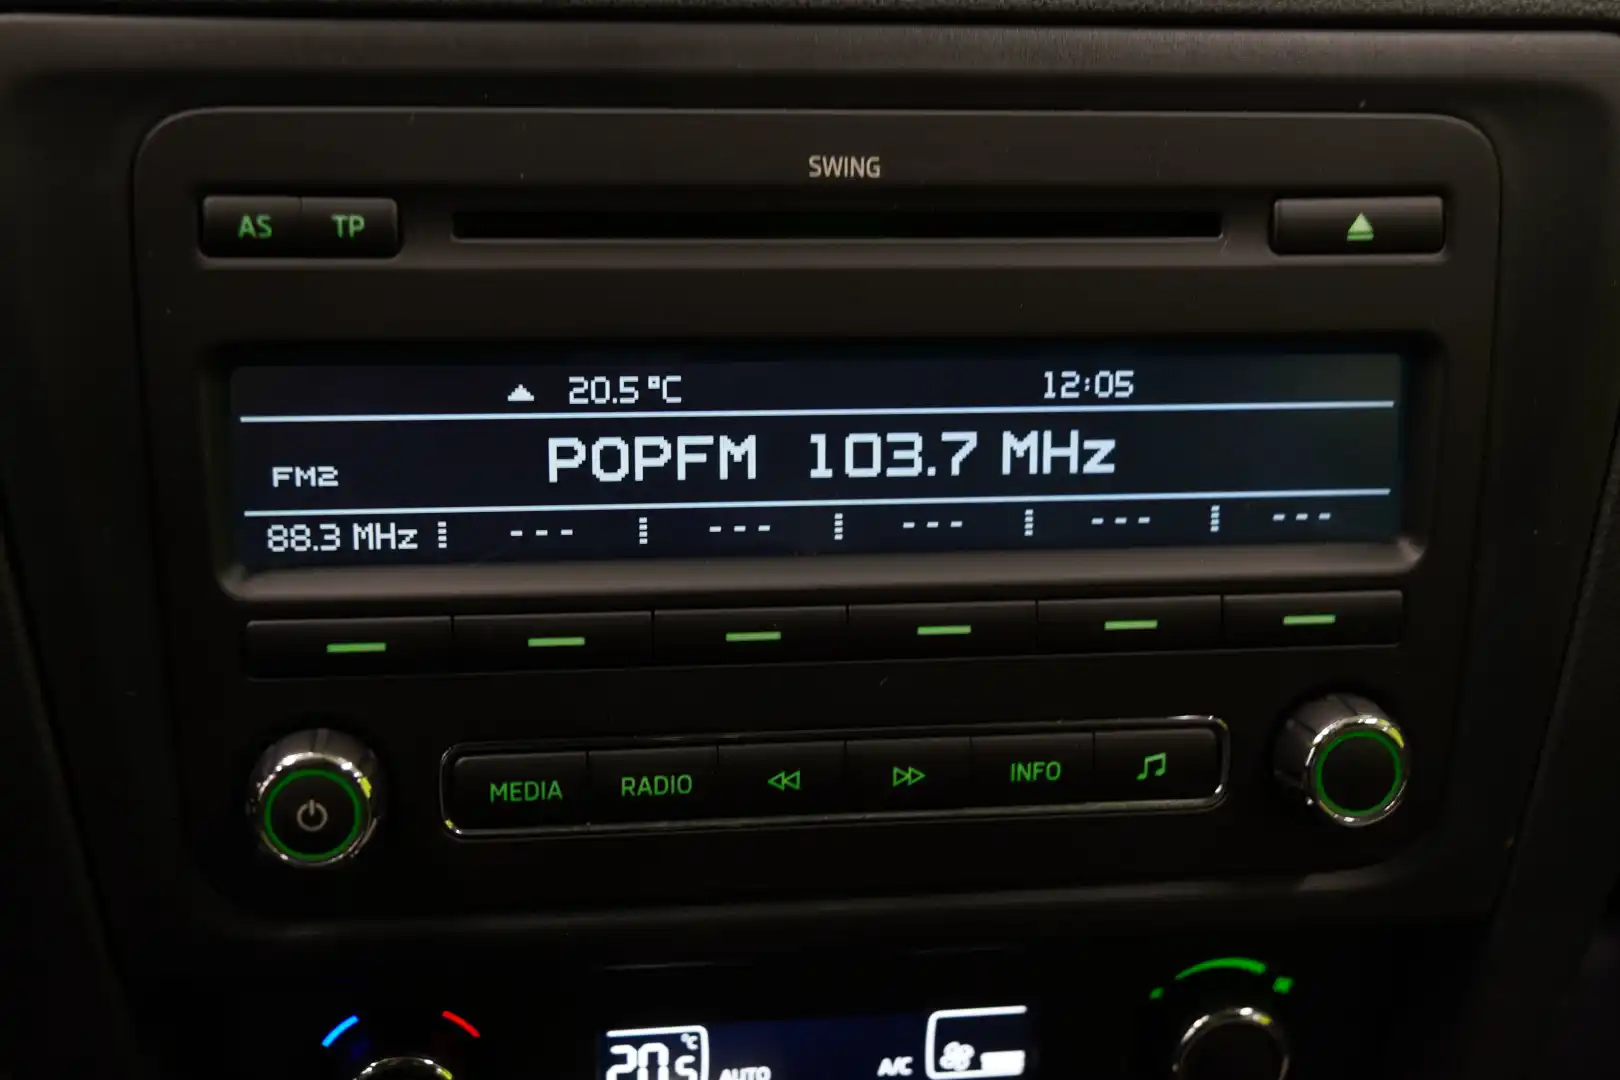 SWING
AS TP
20.5°C 12:05
FM2 POPFM 103.7 MHz
88.3 MHz --- --- --- --- ---
MEDIA RADIO INFO
20.5 °C AUTO A/C